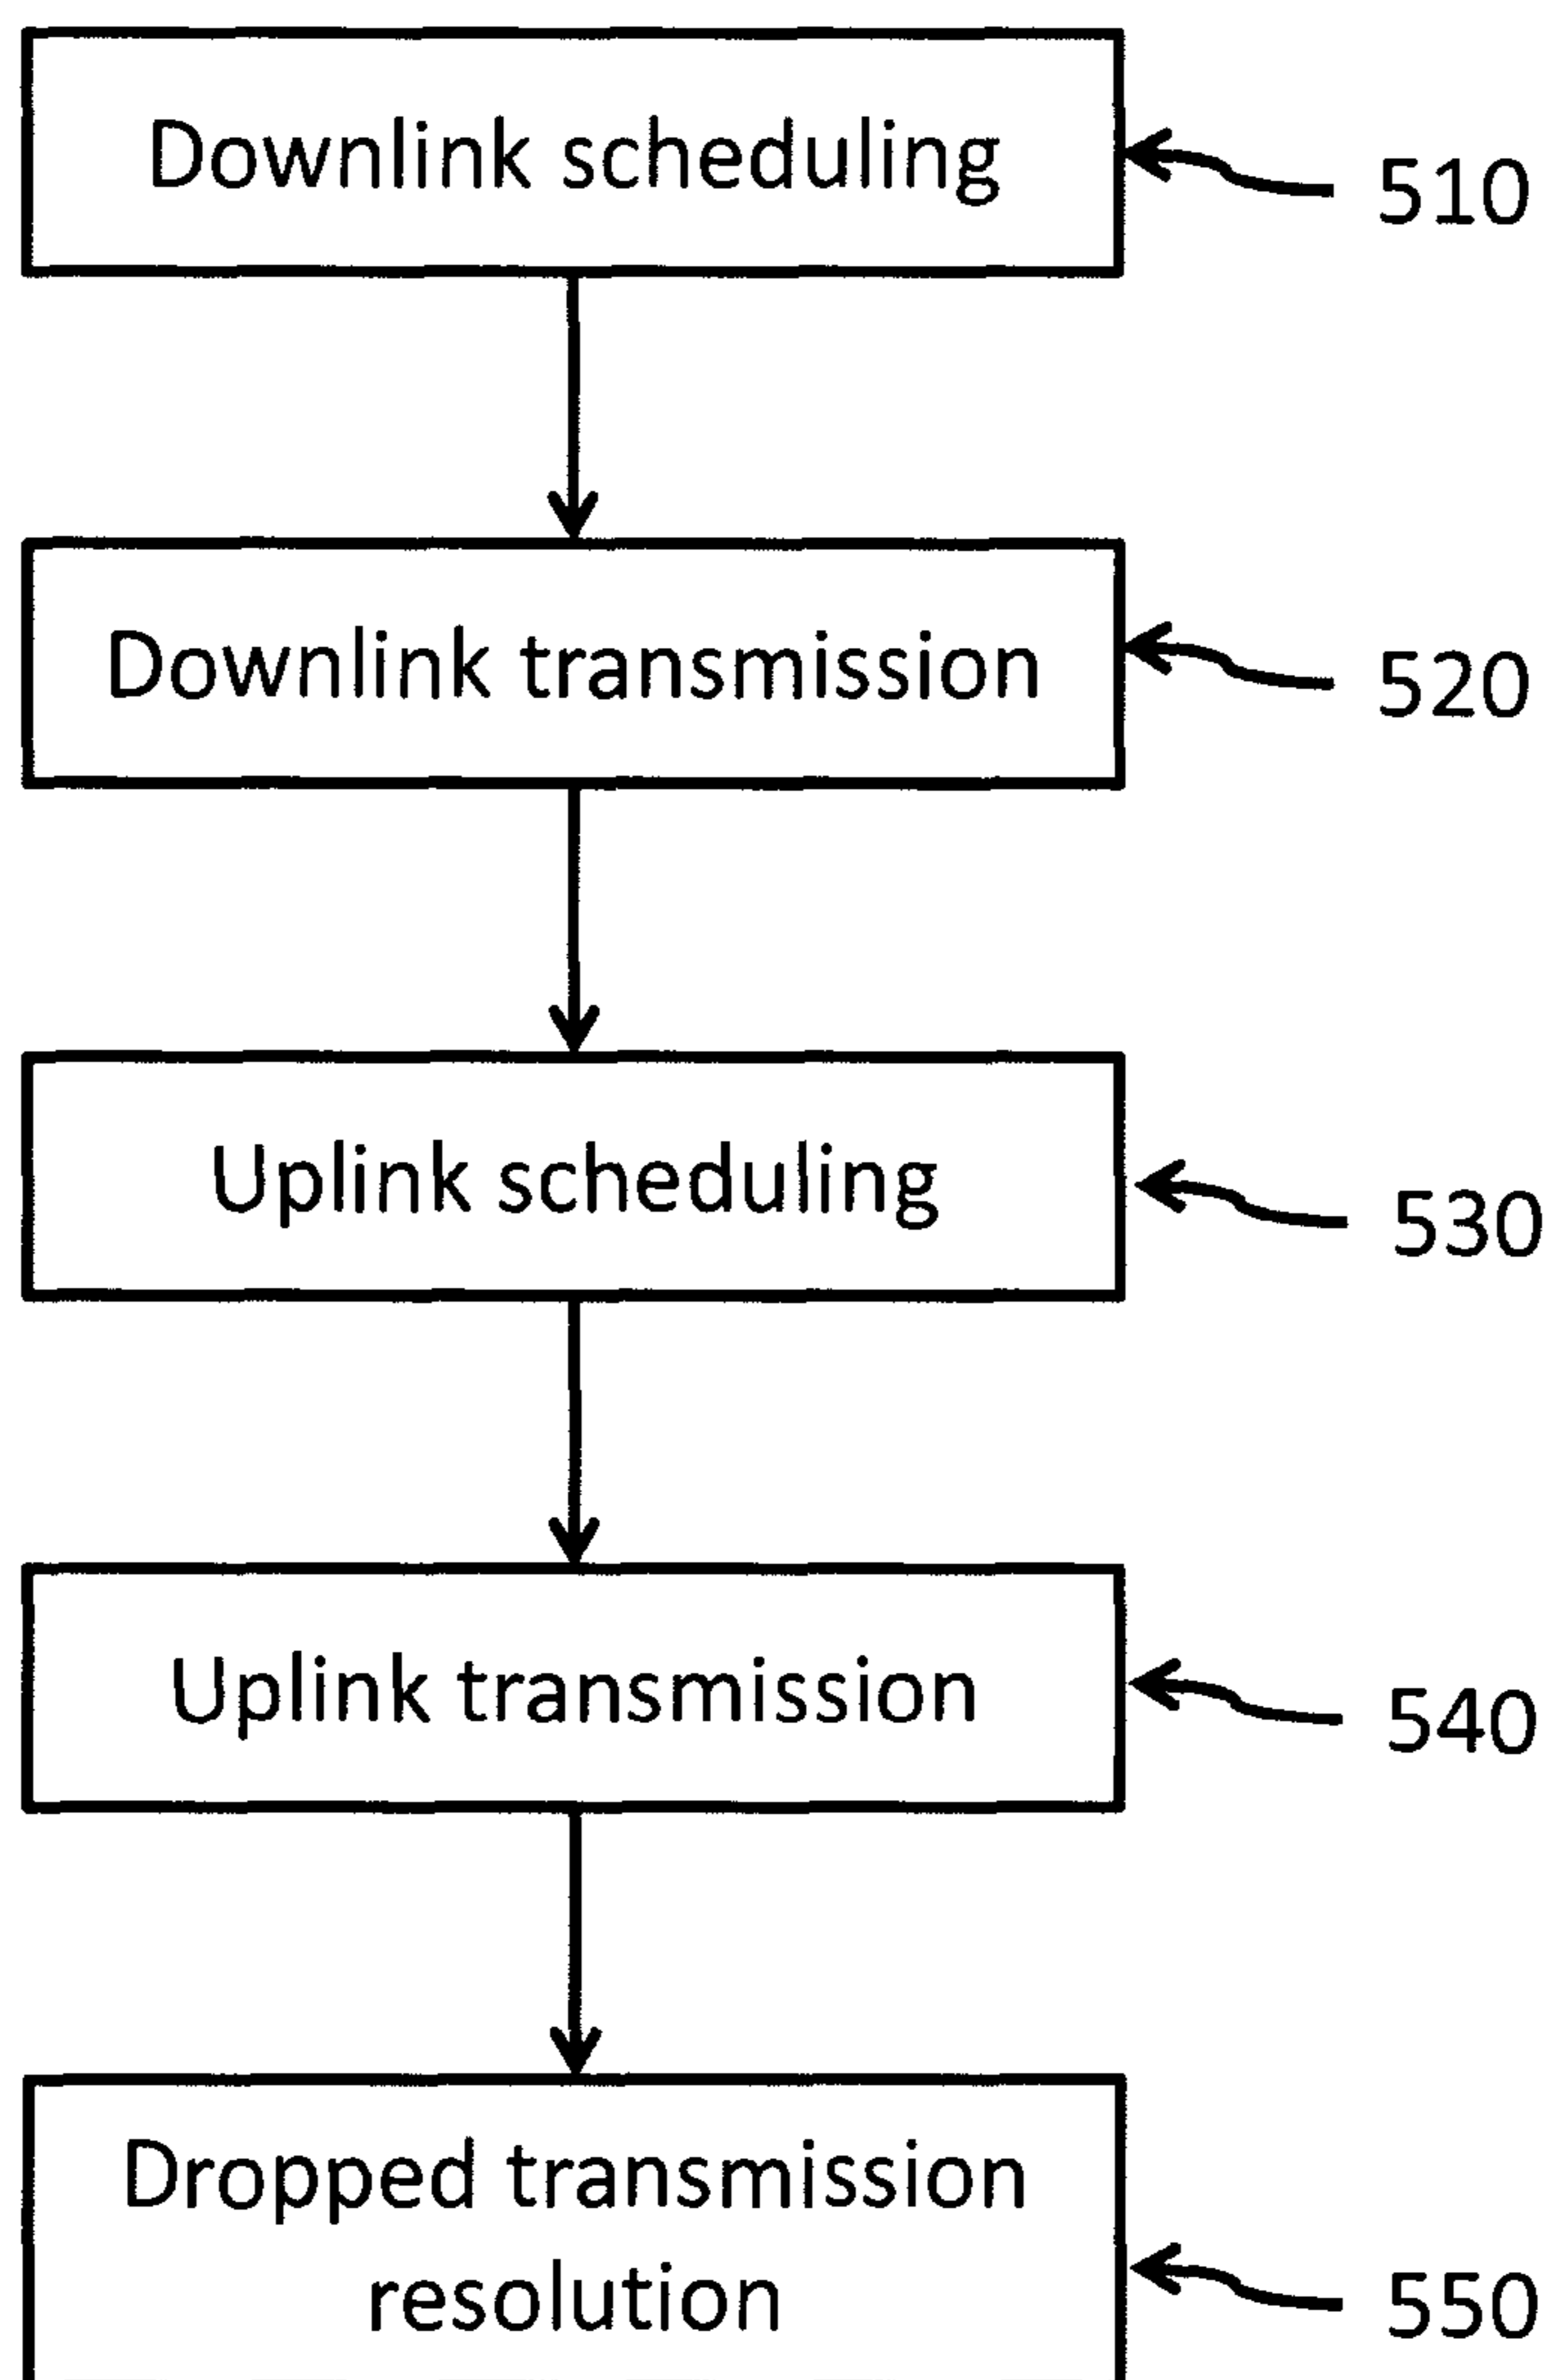 Downlink scheduling
510
Downlink transmission
520
Uplink scheduling
530
Uplink transmission
540
Dropped transmission
resolution
550